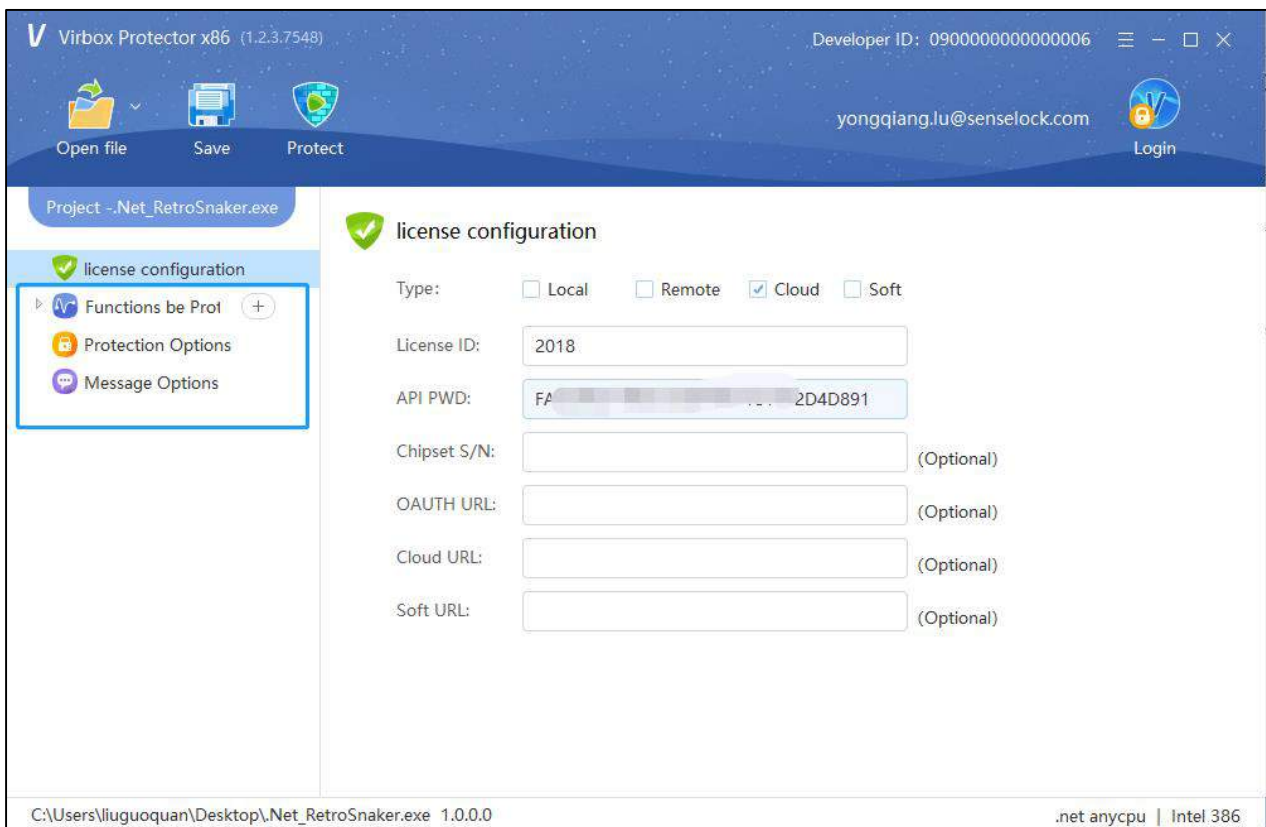 V Virbox Protector x86 (1.2.3.7548)
Developer ID: 0900000000000006
Open file
Save
Protect
yongqiang.lu@senselock.com
Login
Project -.Net_RetroSnaker.exe
license configuration
Functions be Prot
Protection Options
Message Options
license configuration
Type: Local Remote Cloud Soft
License ID: 2018
API PWD: FA 2D4D891
Chipset S/N: (Optional)
OAUTH URL: (Optional)
Cloud URL: (Optional)
Soft URL: (Optional)
C:\Users\liuguoquan\Desktop\.Net_RetroSnaker.exe 1.0.0.0
.net anycpu | Intel 386